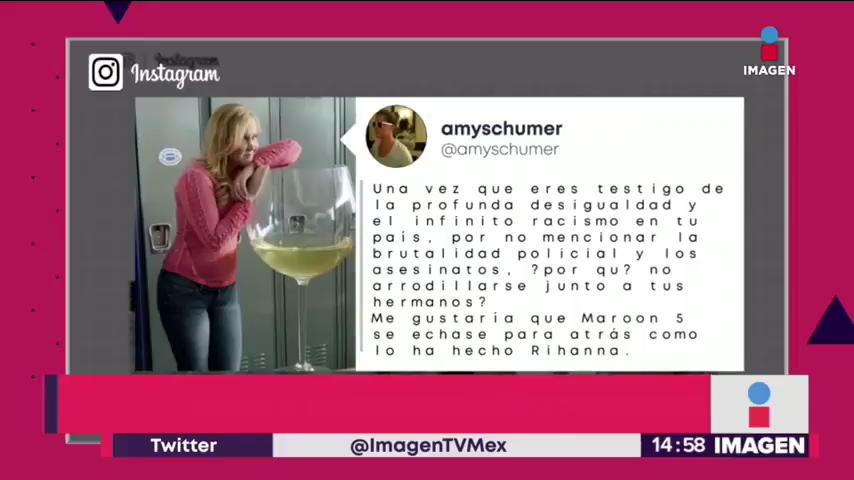 Instagram
IMAGEN
amyschumer
@amyschumer
Una vez que eres testigo de
la profunda desigualdad y
el infinito racismo en tu
país, por no mencionar la
brutalidad policial y los
asesinatos, ?por qu? no
arrodillarse junto a tus
hermanos?
Me gustaría que Maroon 5
se echase para atrás como
lo ha hecho Rihanna.
Twitter
@ImagenTVMex
14:58 IMAGEN